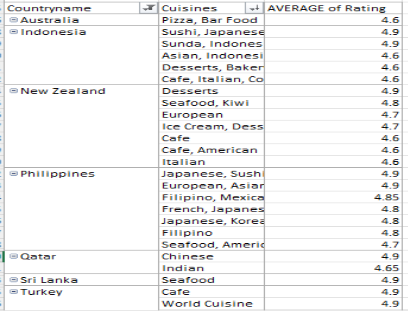 Countryname Cuisines AVERAGE of Rating
Australia Pizza, Bar Food 4.6
Indonesia Sushi, Japanese 4.9
Sunda, Indones 4.9
Asian, Indonesi 4.6
Desserts, Baker 4.6
Cafe, Italian, Co 4.6
New Zealand Desserts 4.9
Seafood, Kiwi 4.8
European 4.7
Ice Cream, Dess 4.7
Cafe 4.6
Cafe, American 4.6
Italian 4.6
Philippines Japanese, Sushi 4.9
European, Asian 4.9
Filipino, Mexica 4.85
French, Japanes 4.8
Japanese, Korea 4.8
Filipino 4.8
Seafood, Americ 4.7
Qatar Chinese 4.9
Indian 4.65
Sri Lanka Seafood 4.9
Turkey Cafe 4.9
World Cuisine 4.9